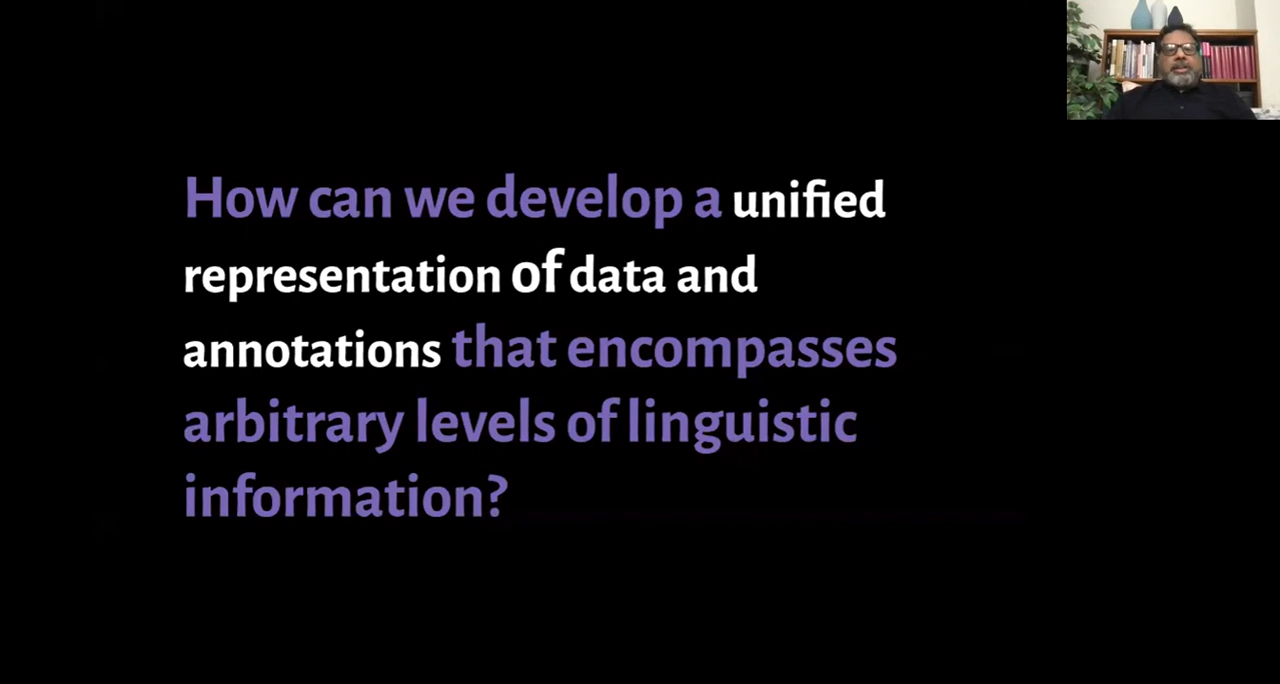 How can we develop a unified
representation of data and
annotations that encompasses
arbitrary levels of linguistic
information?